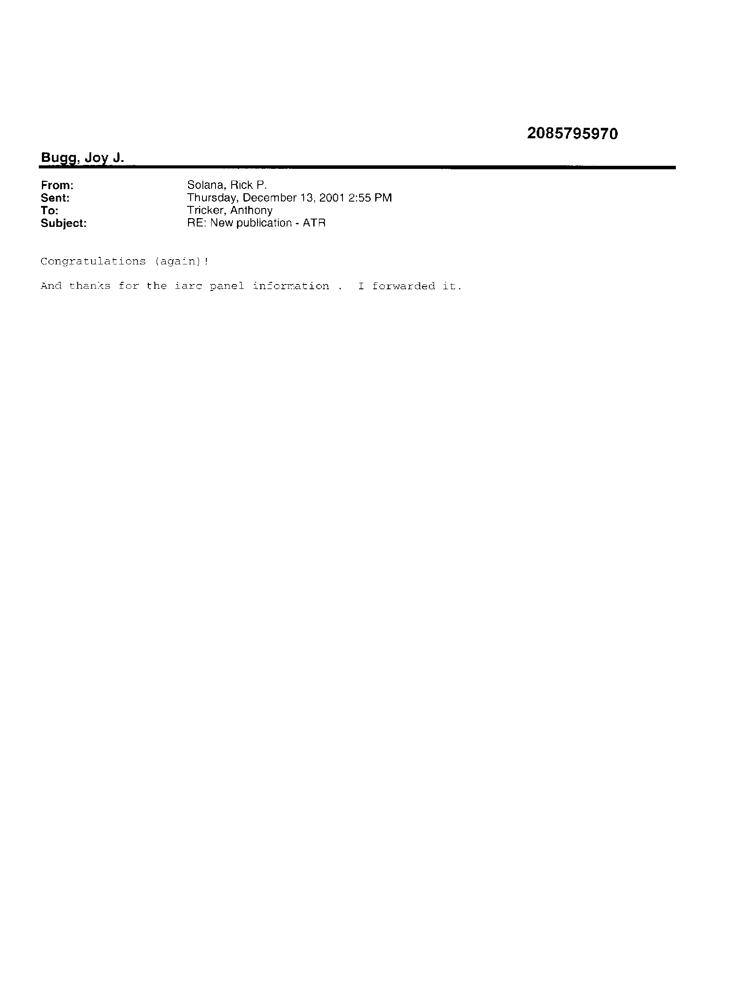 2085795970
Bugg, Joy J.
From: Solana, Rick P.
Sent: Thursday, December 13, 2001 2:55 PM
To: Tricker, Anthony
Subject: RE: New publication - ATR
Congratulations (again)!
And thanks for the iarc panel information . I forwarded it.